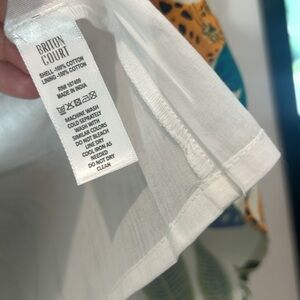 BRITON
COURT
SHELL -100% COTTON
LINING -100% COTTON
RN# 107400
MADE IN INDIA
MACHINE WASH
COLD SEPARATELY
WASH WITH
SIMILAR COLORS
DO NOT BLEACH
LINE DRY
COOL IRON AS
NEEDED
DO NOT DRY
CLEAN